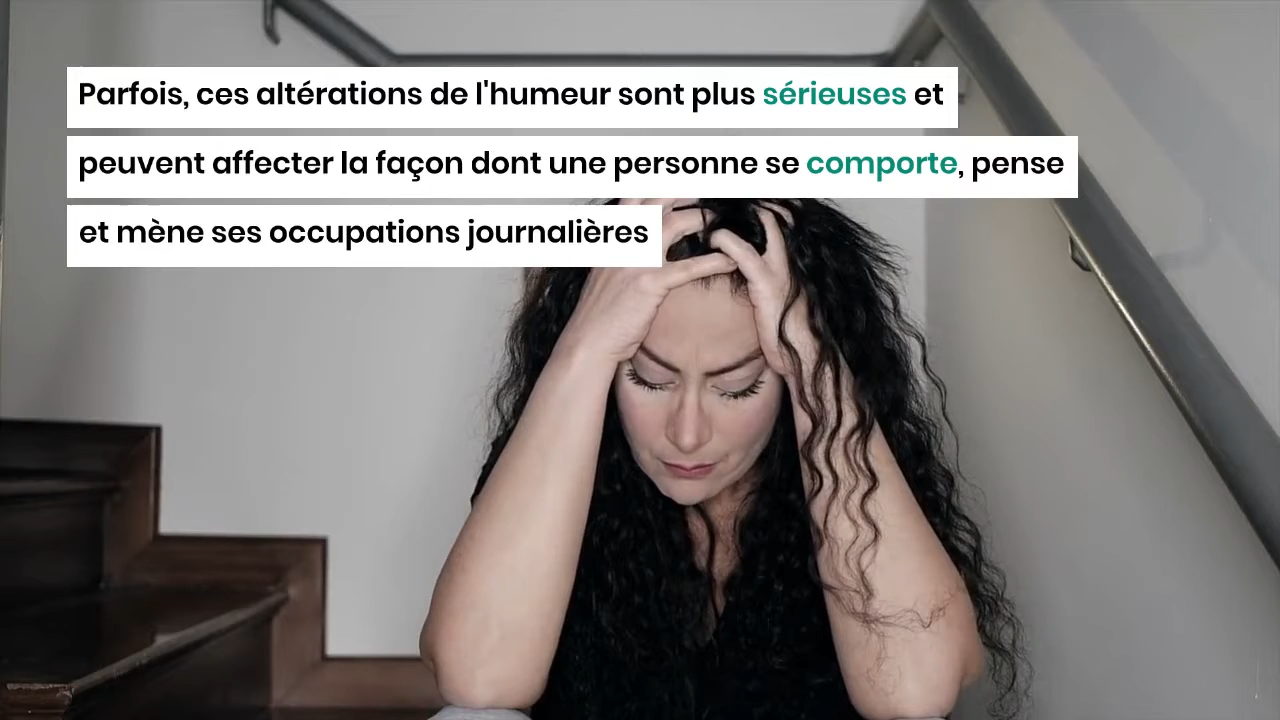 Parfois, ces altérations de l'humeur sont plus sérieuses et
peuvent affecter la façon dont une personne se comporte, pense
et mène ses occupations journalières